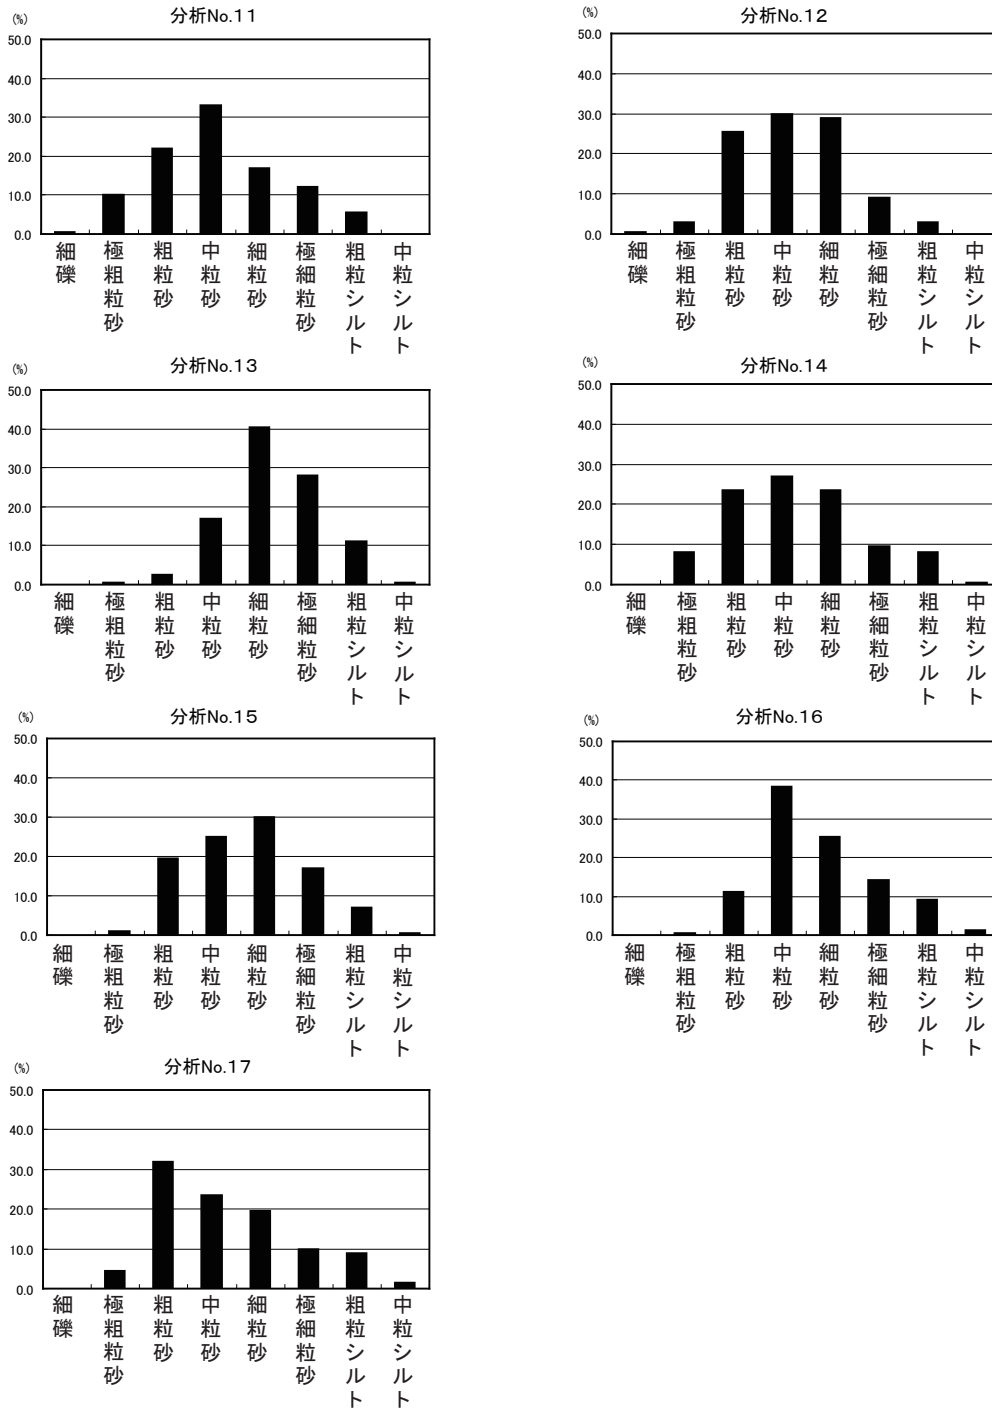 分析No.11
(%)
50.0
40.0
30.0
20.0
10.0
0.0
細礫
極粗粒砂
粗粒砂
中粒砂
細粒砂
極細粒砂
粗粒シルト
中粒シルト
分析No.12
(%)
50.0
40.0
30.0
20.0
10.0
0.0
細礫
極粗粒砂
粗粒砂
中粒砂
細粒砂
極細粒砂
粗粒シルト
中粒シルト
分析No.13
(%)
50.0
40.0
30.0
20.0
10.0
0.0
細礫
極粗粒砂
粗粒砂
中粒砂
細粒砂
極細粒砂
粗粒シルト
中粒シルト
分析No.14
(%)
50.0
40.0
30.0
20.0
10.0
0.0
細礫
極粗粒砂
粗粒砂
中粒砂
細粒砂
極細粒砂
粗粒シルト
中粒シルト
分析No.15
(%)
50.0
40.0
30.0
20.0
10.0
0.0
細礫
極粗粒砂
粗粒砂
中粒砂
細粒砂
極細粒砂
粗粒シルト
中粒シルト
分析No.16
(%)
50.0
40.0
30.0
20.0
10.0
0.0
細礫
極粗粒砂
粗粒砂
中粒砂
細粒砂
極細粒砂
粗粒シルト
中粒シルト
分析No.17
(%)
50.0
40.0
30.0
20.0
10.0
0.0
細礫
極粗粒砂
粗粒砂
中粒砂
細粒砂
極細粒砂
粗粒シルト
中粒シルト